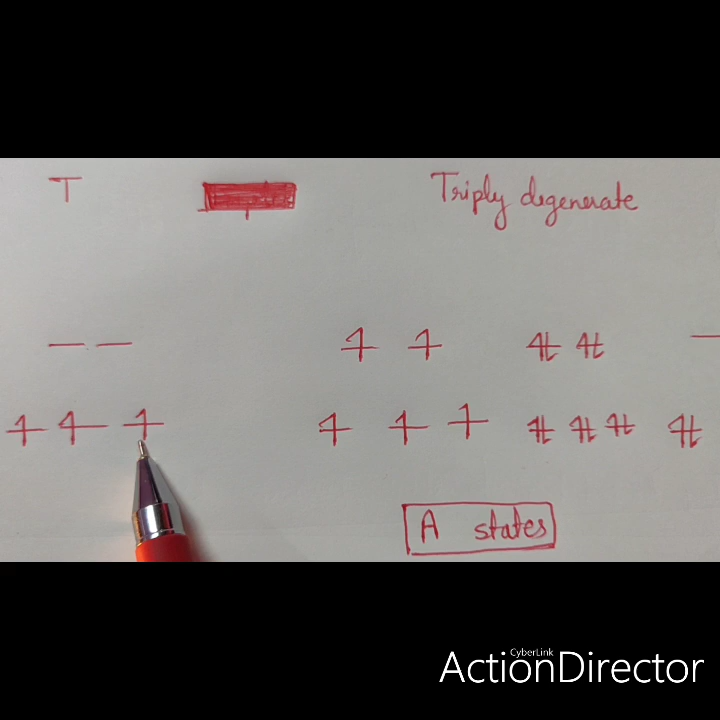 T Triply degenerate
A states
CyberLink
ActionDirector